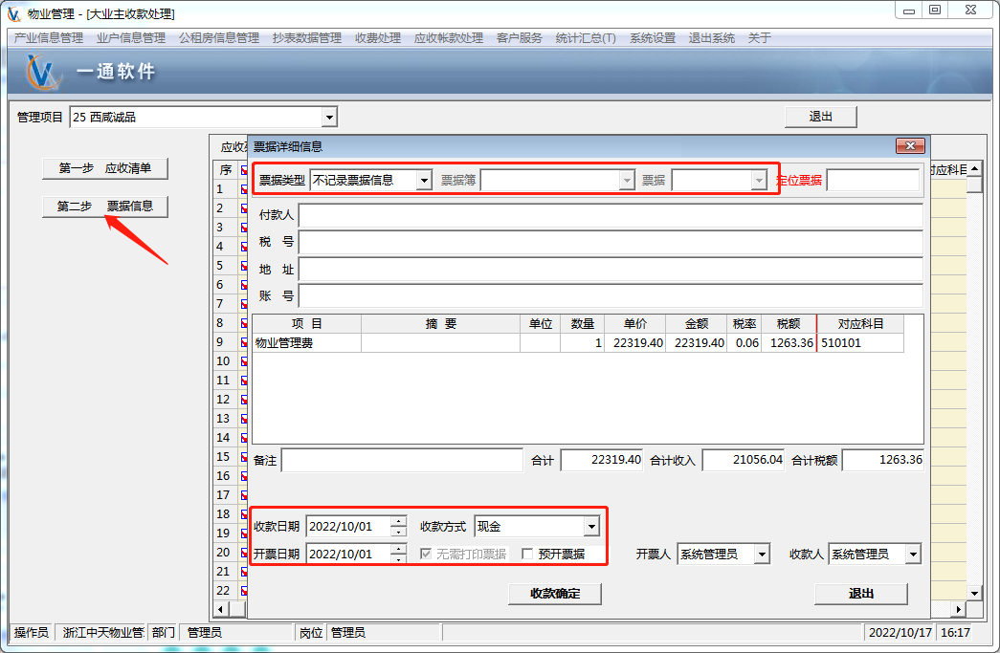 物业管理 - [大业主收款处理]
产业信息管理 业户信息管理 公租房信息管理 抄表数据管理 收费处理 应收帐款处理 客户服务 统计汇总(T) 系统设置 退出系统 关于
一通软件
管理项目 25 西咸诚品 退出
第一步 应收清单
第二步 票据信息
票据详细信息
票据类型 不记录票据信息 票据簿 票据 定位票据
付款人
税 号
地 址
账 号
项 目 摘 要 单位 数量 单价 金额 税率 税额 对应科目
物业管理费 1 22319.40 22319.40 0.06 1263.36 510101
备注 合计 22319.40 合计收入 21056.04 合计税额 1263.36
收款日期 2022/10/01 收款方式 现金
开票日期 2022/10/01 无需打印票据 预开票据 开票人 系统管理员 收款人 系统管理员
收款确定 退出
应收
序 对应科目
1
2
3
4
5
6
7
8
9
10
11
12
13
14
15
16
17
18
19
20
21
22
操作员 浙江中天物业管 部门 管理员 岗位 管理员 2022/10/17 16:17